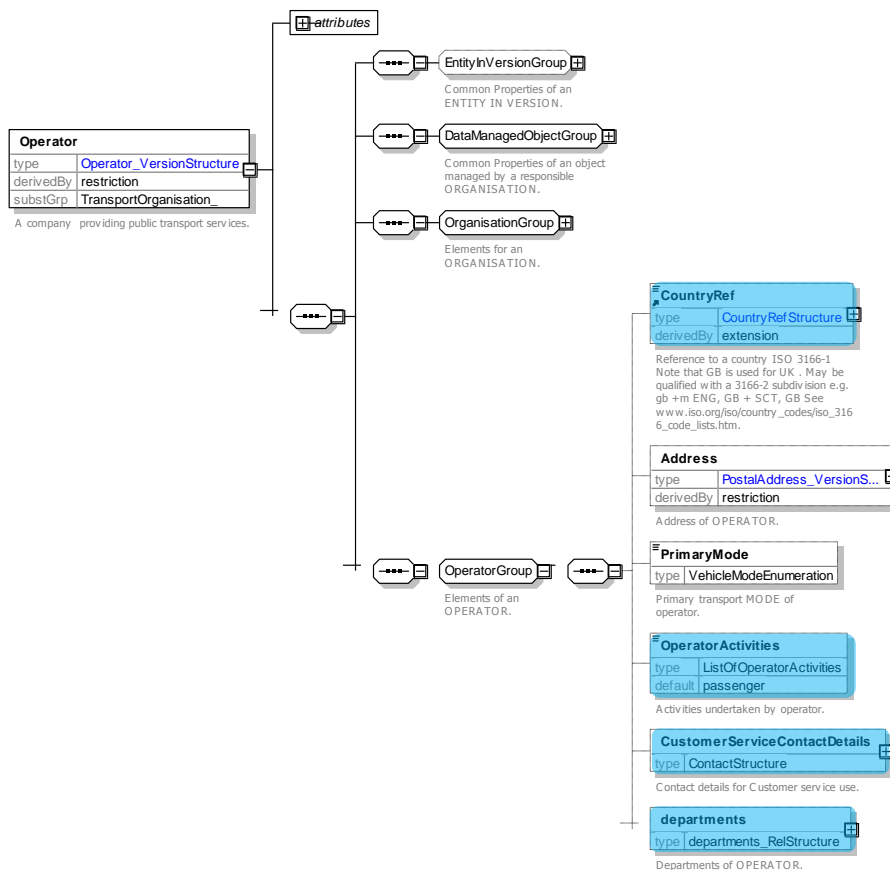 attributes
EntityInVersionGroup
Common Properties of an
ENTITY IN VERSION.
DataManagedObjectGroup
Common Properties of an object
managed by a responsible
ORGANISATION.
Operator
type Operator_VersionStructure
derivedBy restriction
substGrp TransportOrganisation_
A company providing public transport services.
OrganisationGroup
Elements for an
ORGANISATION.
CountryRef
type CountryRefStructure
derivedBy extension
Reference to a country ISO 3166-1
Note that GB is used for UK . May be
qualified with a 3166-2 subdivision e.g.
gb +m ENG, GB + SCT, GB See
www.iso.org/iso/country_codes/iso_316
6_code_lists.htm.
Address
type PostalAddress_VersionS...
derivedBy restriction
Address of OPERATOR.
OperatorGroup
Elements of an
OPERATOR.
PrimaryMode
type VehicleModeEnumeration
Primary transport MODE of
operator.
OperatorActivities
type ListOfOperatorActivities
default passenger
Activities undertaken by operator.
CustomerServiceContactDetails
type ContactStructure
Contact details for Customer service use.
departments
type departments_RelStructure
Departments of OPERATOR.